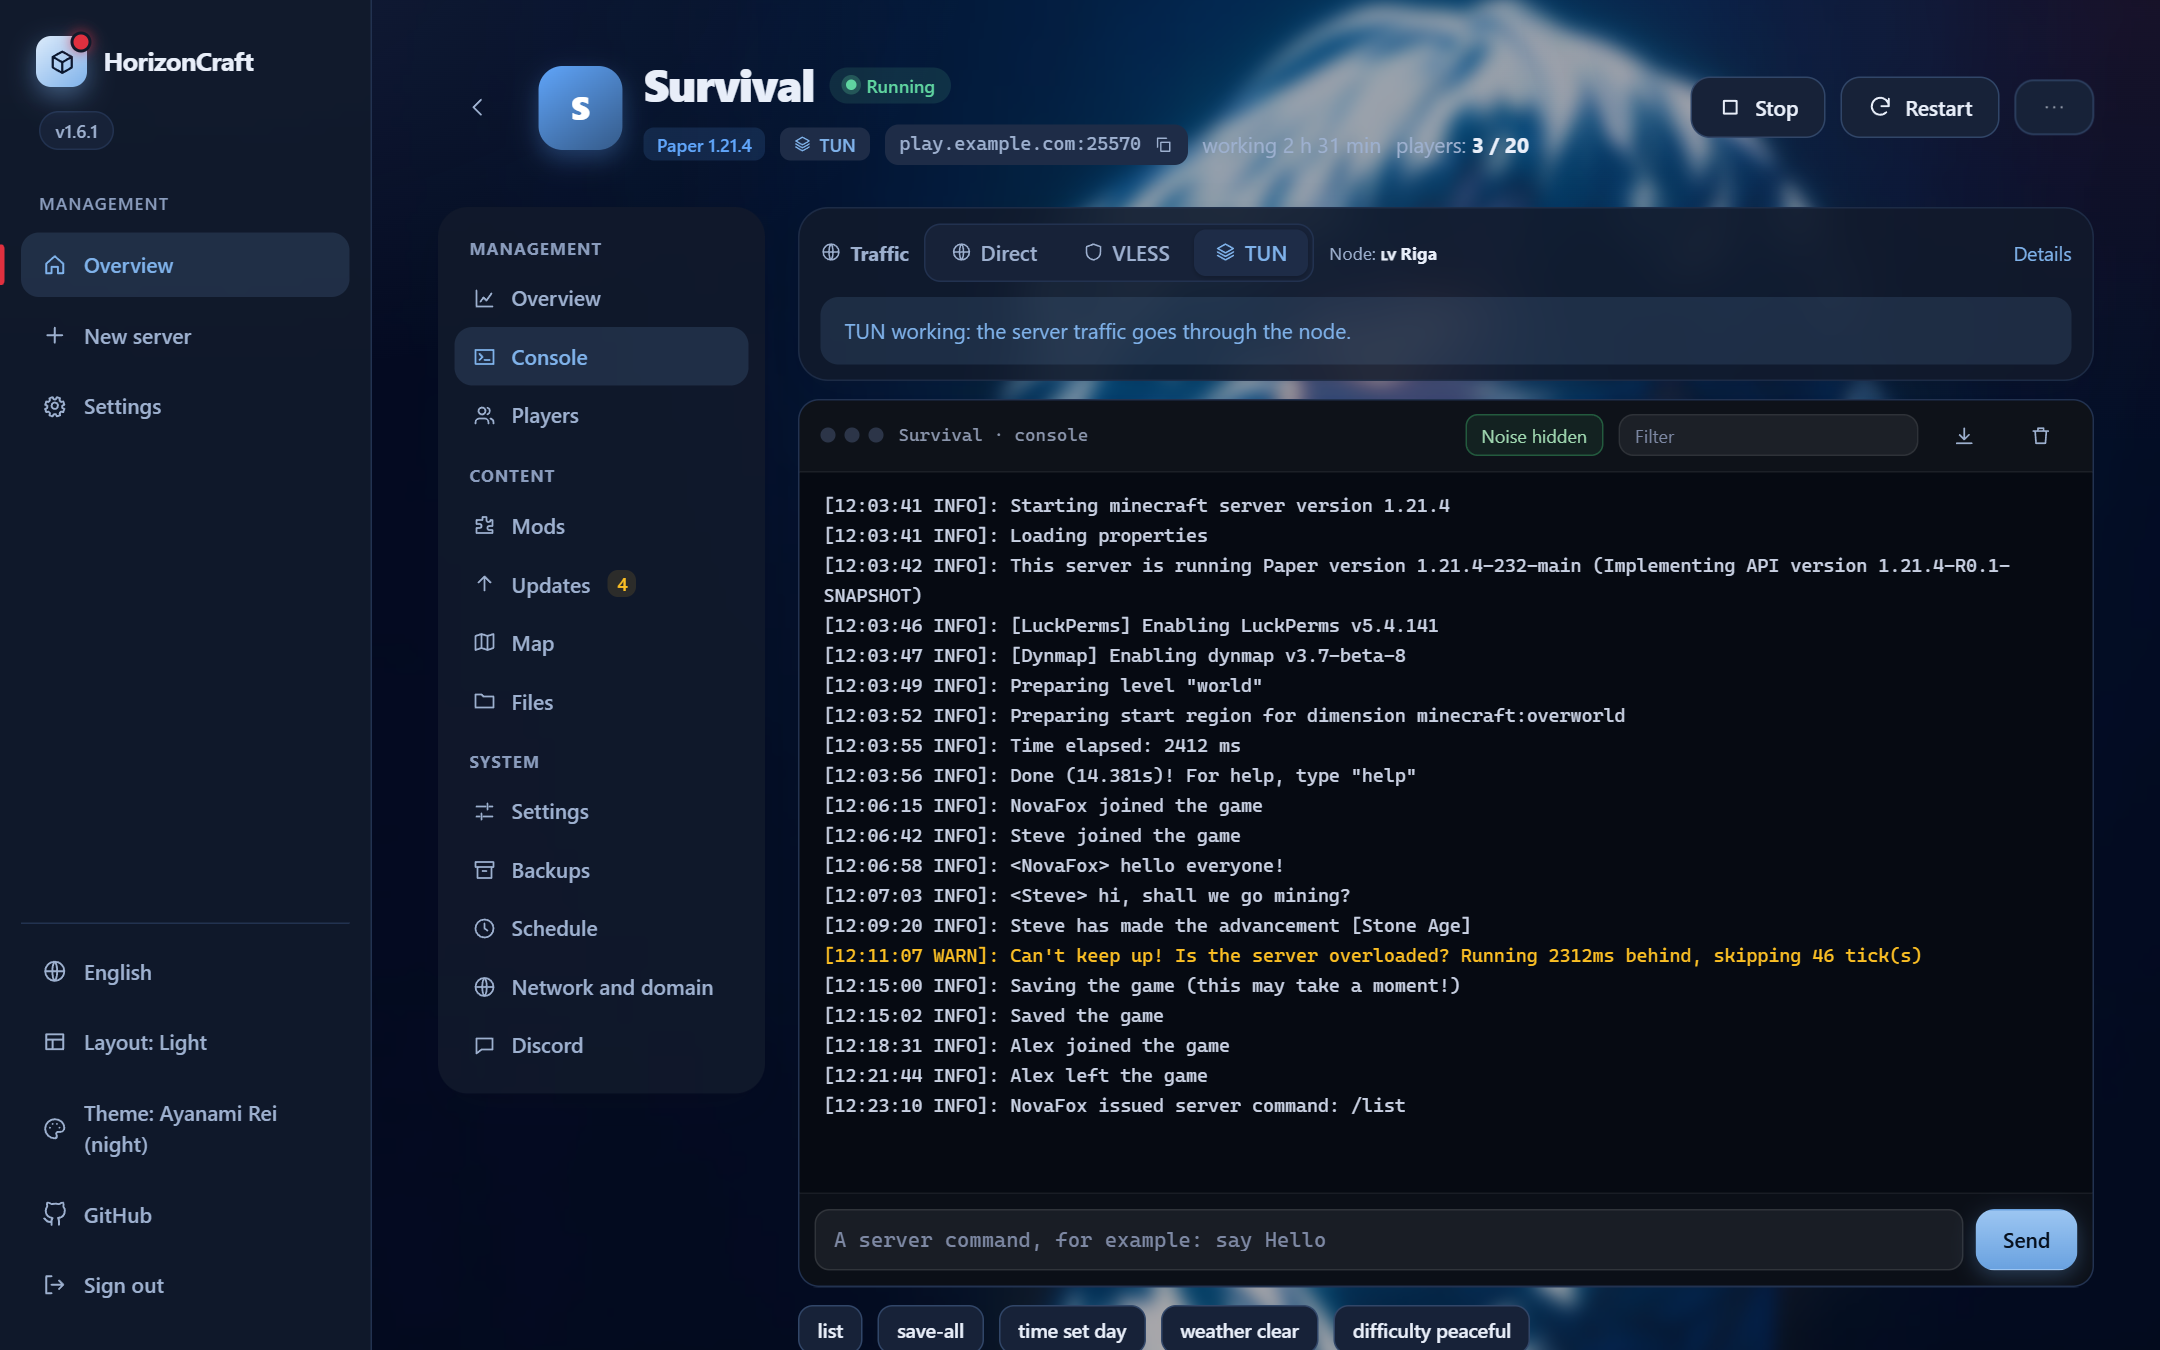 HorizonCraft
v1.6.1
MANAGEMENT
Overview
New server
Settings
English
Layout: Light
Theme: Ayanami Rei
(night)
GitHub
Sign out
S
Survival
Running
Paper 1.21.4
TUN
play.example.com:25570
working 2 h 31 min
players: 3 / 20
Stop
Restart
...
MANAGEMENT
Overview
Console
Players
CONTENT
Mods
Updates 4
Map
Files
SYSTEM
Settings
Backups
Schedule
Network and domain
Discord
Traffic
Direct
VLESS
TUN
Node: LV Riga
Details
TUN working: the server traffic goes through the node.
Survival · console
Noise hidden
Filter
[12:03:41 INFO]: Starting minecraft server version 1.21.4
[12:03:41 INFO]: Loading properties
[12:03:42 INFO]: This server is running Paper version 1.21.4-232-main (Implementing API version 1.21.4-R0.1-
SNAPSHOT)
[12:03:46 INFO]: [LuckPerms] Enabling LuckPerms v5.4.141
[12:03:47 INFO]: [Dynmap] Enabling dynmap v3.7-beta-8
[12:03:49 INFO]: Preparing level "world"
[12:03:52 INFO]: Preparing start region for dimension minecraft:overworld
[12:03:55 INFO]: Time elapsed: 2412 ms
[12:03:56 INFO]: Done (14.381s)! For help, type "help"
[12:06:15 INFO]: NovaFox joined the game
[12:06:42 INFO]: Steve joined the game
[12:06:58 INFO]: <NovaFox> hello everyone!
[12:07:03 INFO]: <Steve> hi, shall we go mining?
[12:09:20 INFO]: Steve has made the advancement [Stone Age]
[12:11:07 WARN]: Can't keep up! Is the server overloaded? Running 2312ms behind, skipping 46 tick(s)
[12:15:00 INFO]: Saving the game (this may take a moment!)
[12:15:02 INFO]: Saved the game
[12:18:31 INFO]: Alex joined the game
[12:21:44 INFO]: Alex left the game
[12:23:10 INFO]: NovaFox issued server command: /list
A server command, for example: say Hello
Send
list
save-all
time set day
weather clear
difficulty peaceful